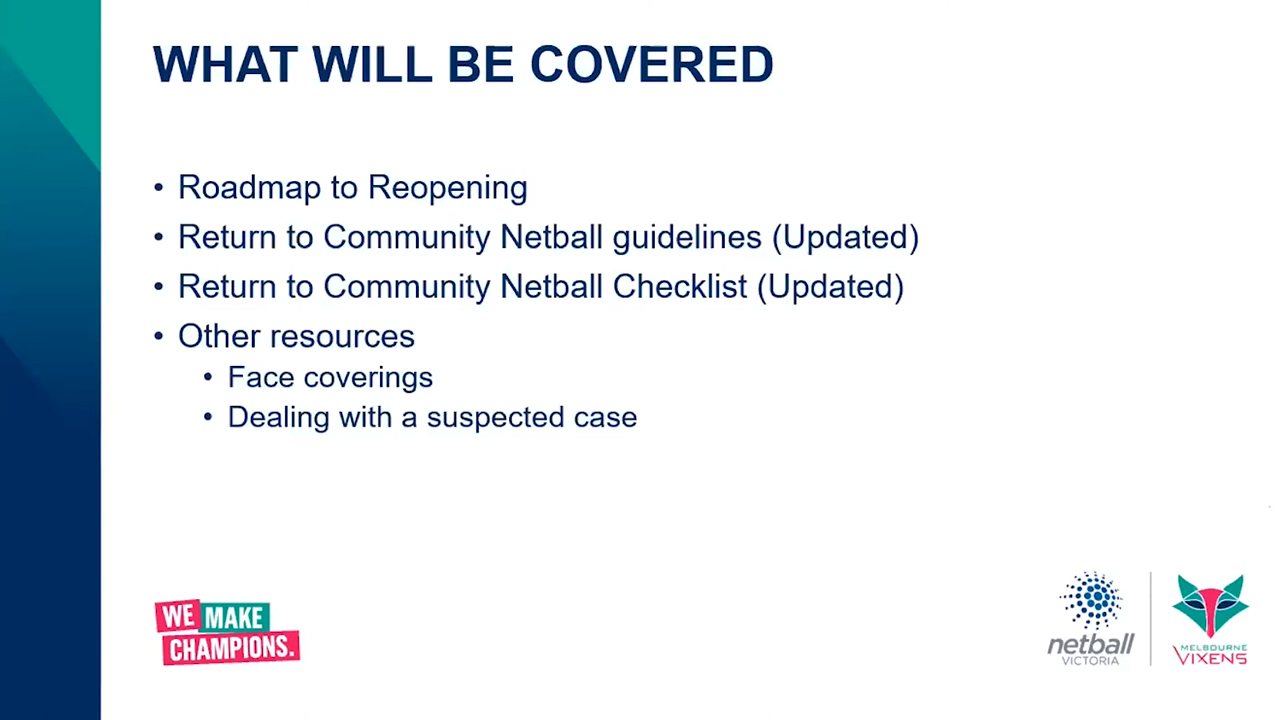 WHAT WILL BE COVERED
• Roadmap to Reopening
• Return to Community Netball guidelines (Updated)
• Return to Community Netball Checklist (Updated)
• Other resources
• Face coverings
• Dealing with a suspected case
WE MAKE
CHAMPIONS.
netball
VICTORIA
MELBOURNE
VIXENS